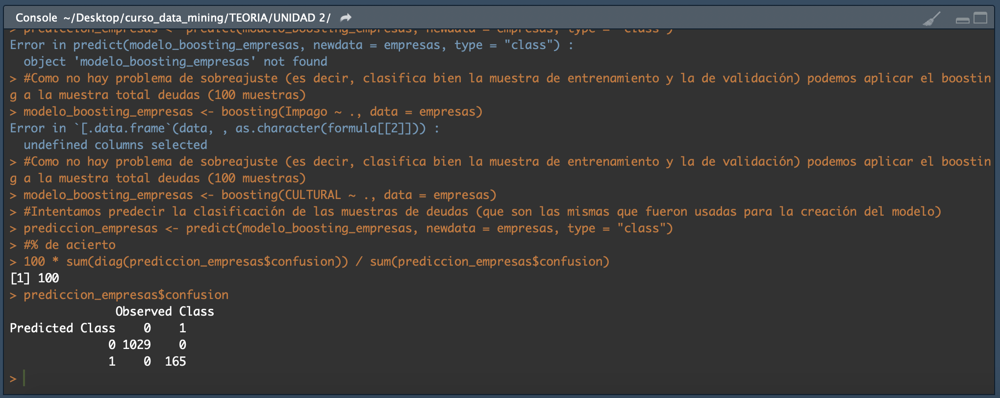 Console ~/Desktop/curso_data_mining/TEORIA/UNIDAD 2/
> prediccion_empresas <- predict(modelo_boosting_empresas, newdata = empresas, type = "class")
Error in predict(modelo_boosting_empresas, newdata = empresas, type = "class") :
  object 'modelo_boosting_empresas' not found
> #Como no hay problema de sobreajuste (es decir, clasifica bien la muestra de entrenamiento y la de validación) podemos aplicar el boostin
g a la muestra total deudas (100 muestras)
> modelo_boosting_empresas <- boosting(Impago ~ ., data = empresas)
Error in `[.data.frame`(data, , as.character(formula[[2]])) :
  undefined columns selected
> #Como no hay problema de sobreajuste (es decir, clasifica bien la muestra de entrenamiento y la de validación) podemos aplicar el boostin
g a la muestra total deudas (100 muestras)
> modelo_boosting_empresas <- boosting(CULTURAL ~ ., data = empresas)
> #Intentamos predecir la clasificación de las muestras de deudas (que son las mismas que fueron usadas para la creación del modelo)
> prediccion_empresas <- predict(modelo_boosting_empresas, newdata = empresas, type = "class")
> #% de acierto
> 100 * sum(diag(prediccion_empresas$confusion)) / sum(prediccion_empresas$confusion)
[1] 100
> prediccion_empresas$confusion
               Observed Class
Predicted Class    0    1
              0 1029    0
              1    0  165
>